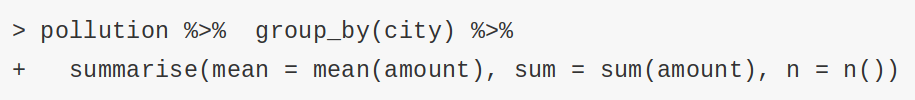 > pollution %>%  group_by(city) %>%
+   summarise(mean = mean(amount), sum = sum(amount), n = n())